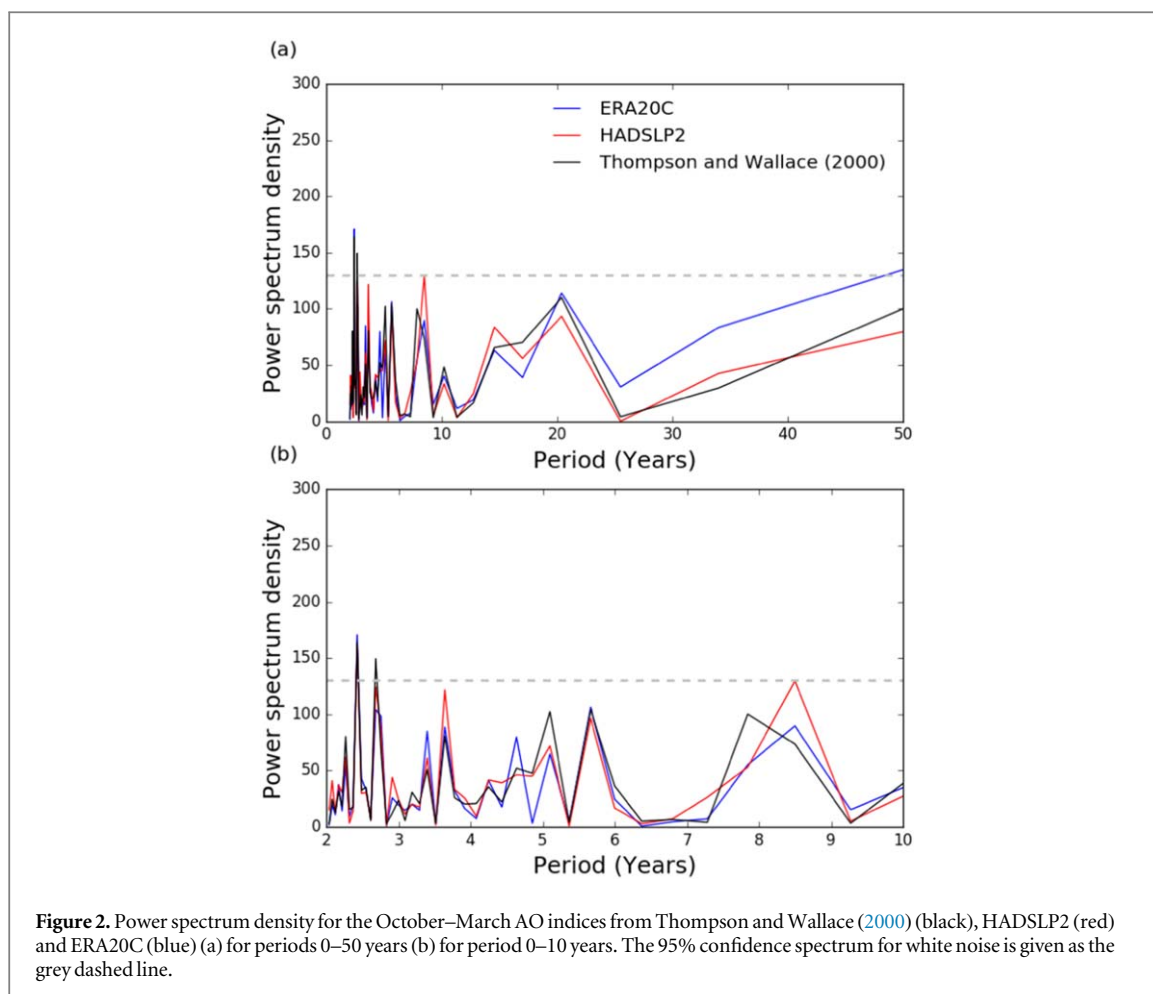 (a)
300
250
200
150
100
50
0
Power spectrum density
ERA20C
HADSLP2
Thompson and Wallace (2000)
0 10 20 30 40 50
Period (Years)
(b)
300
250
200
150
100
50
0
Power spectrum density
2 3 4 5 6 7 8 9 10
Period (Years)
Figure 2. Power spectrum density for the October–March AO indices from Thompson and Wallace (2000) (black), HADSLP2 (red)
and ERA20C (blue) (a) for periods 0–50 years (b) for period 0–10 years. The 95% confidence spectrum for white noise is given as the
grey dashed line.